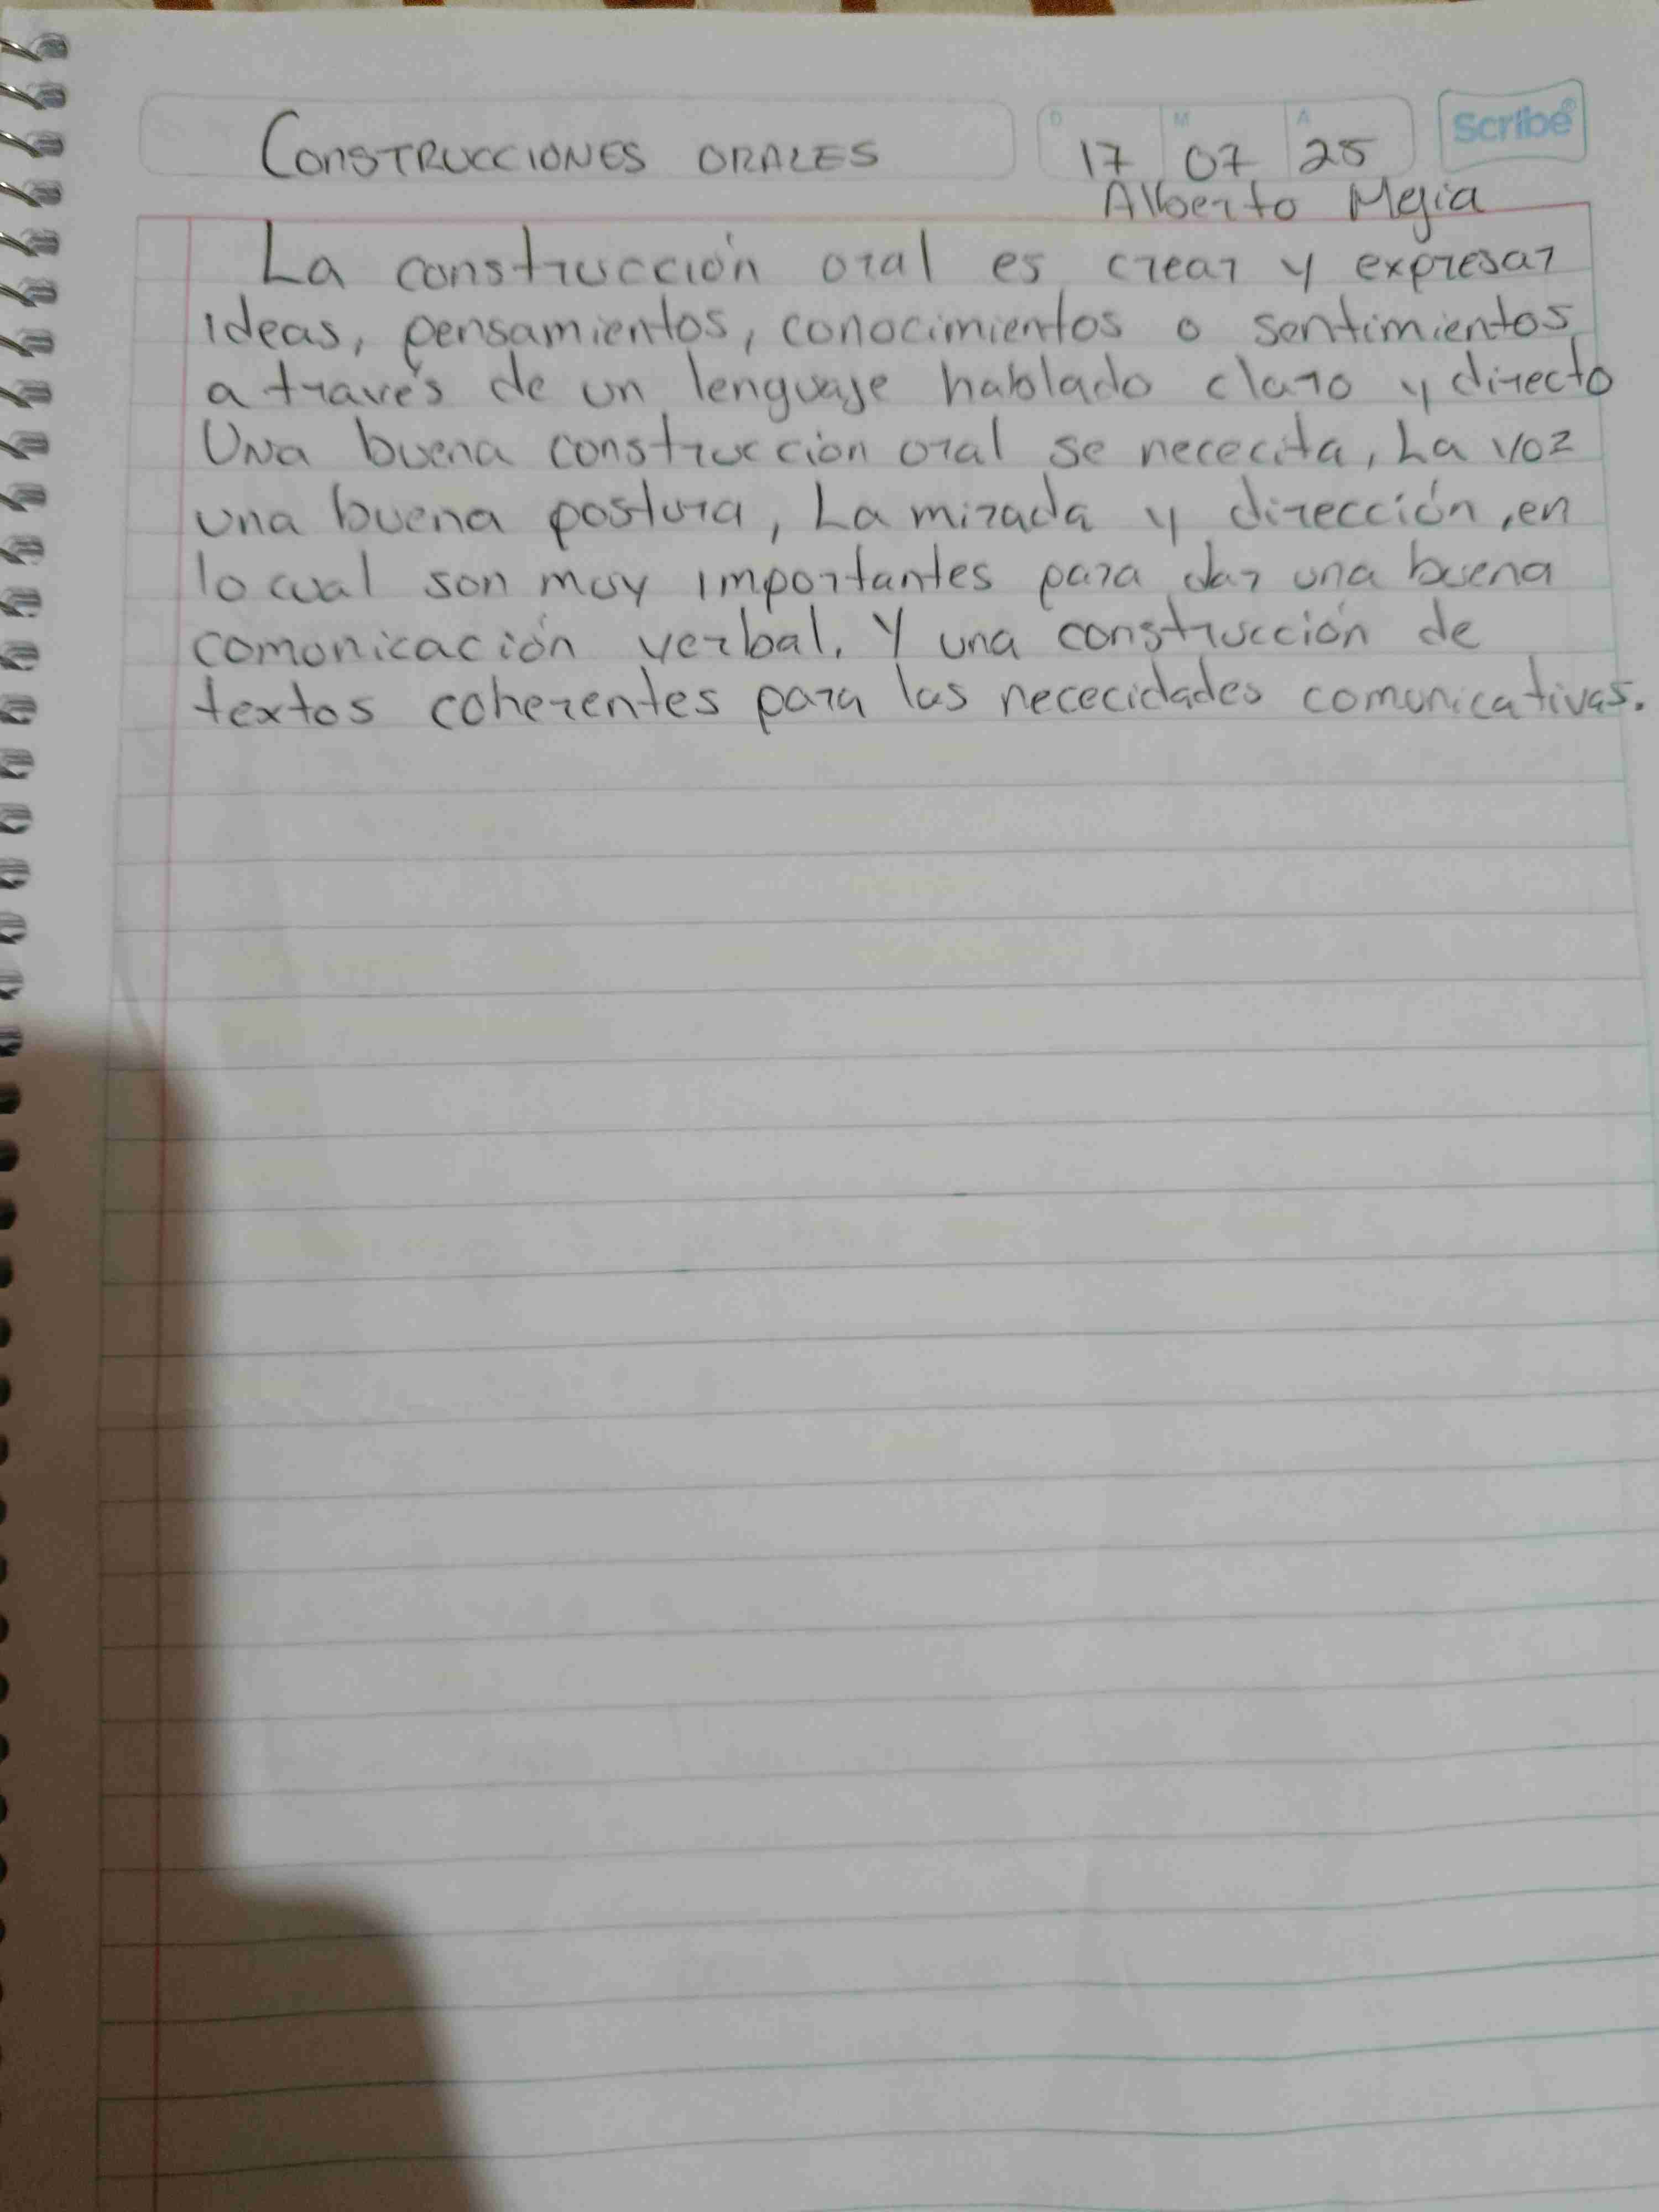 CONSTRUCCIONES ORALES
D M A
17 07 25
Scribe®
Alberto Mejia
La construcción oral es crear y expresar
ideas, pensamientos, conocimientos o sentimientos
a través de un lenguaje hablado claro y directo
Una buena construccion oral se nececita, La voz
una buena postura, La mirada y dirección, en
lo cual son muy importantes para dar una buena
comonicación verbal. Y una construcción de
textos coherentes para las nececidades comunicativas.